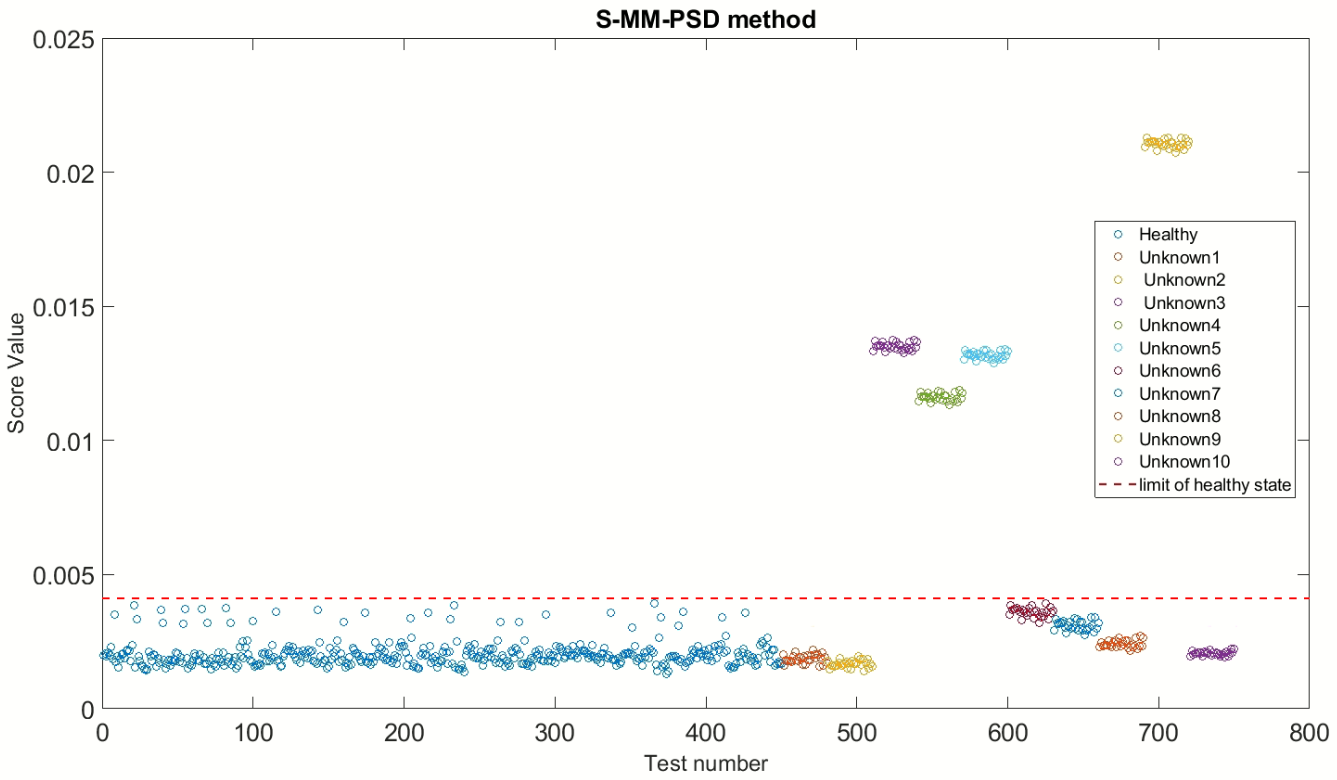 S-MM-PSD method
0.025
0.02
0.015
0.01
0.005
0
Score Value
0 100 200 300 400 500 600 700 800
Test number
Healthy
Unknown1
Unknown2
Unknown3
Unknown4
Unknown5
Unknown6
Unknown7
Unknown8
Unknown9
Unknown10
limit of healthy state